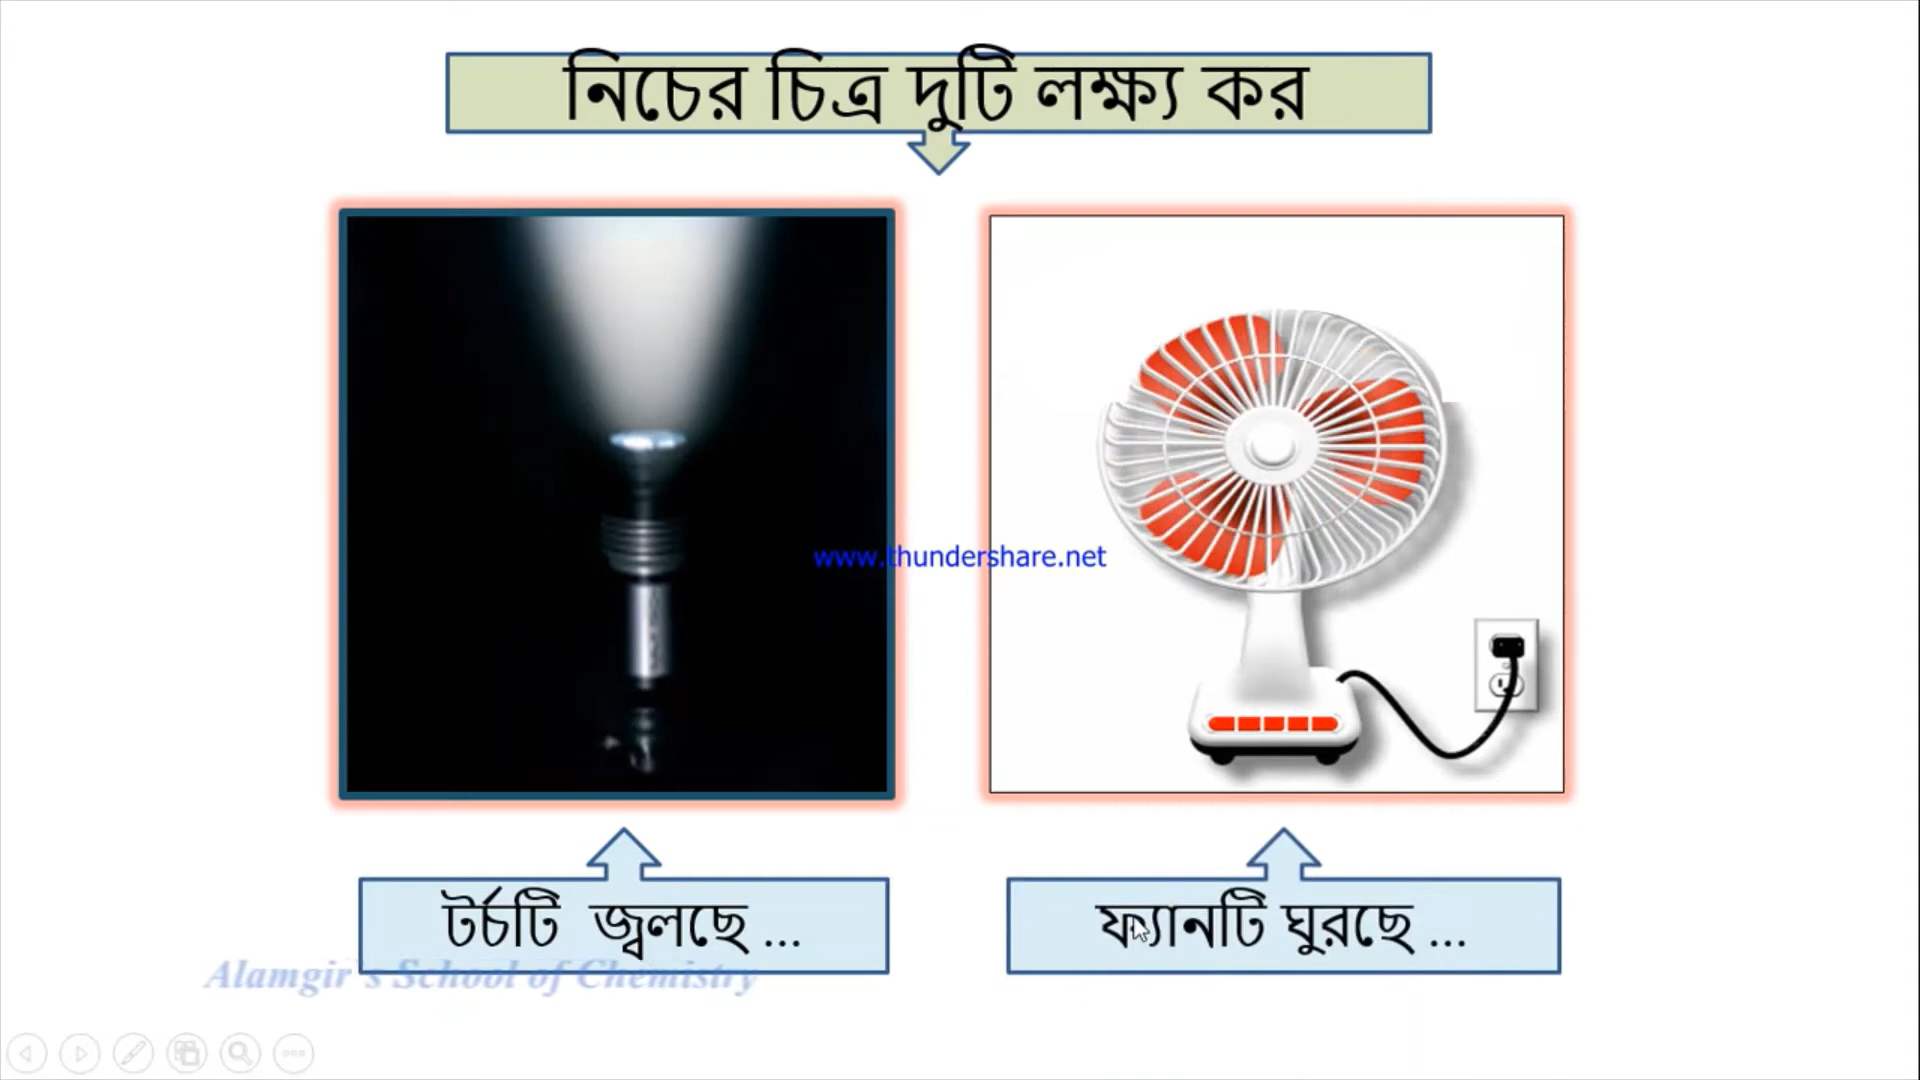 নিচের চিত্র দুটি লক্ষ্য কর
www.thundershare.net
টর্চটি জ্বলছে ...
ফ্যানটি ঘুরছে ...
Alamgir's School of Chemistry